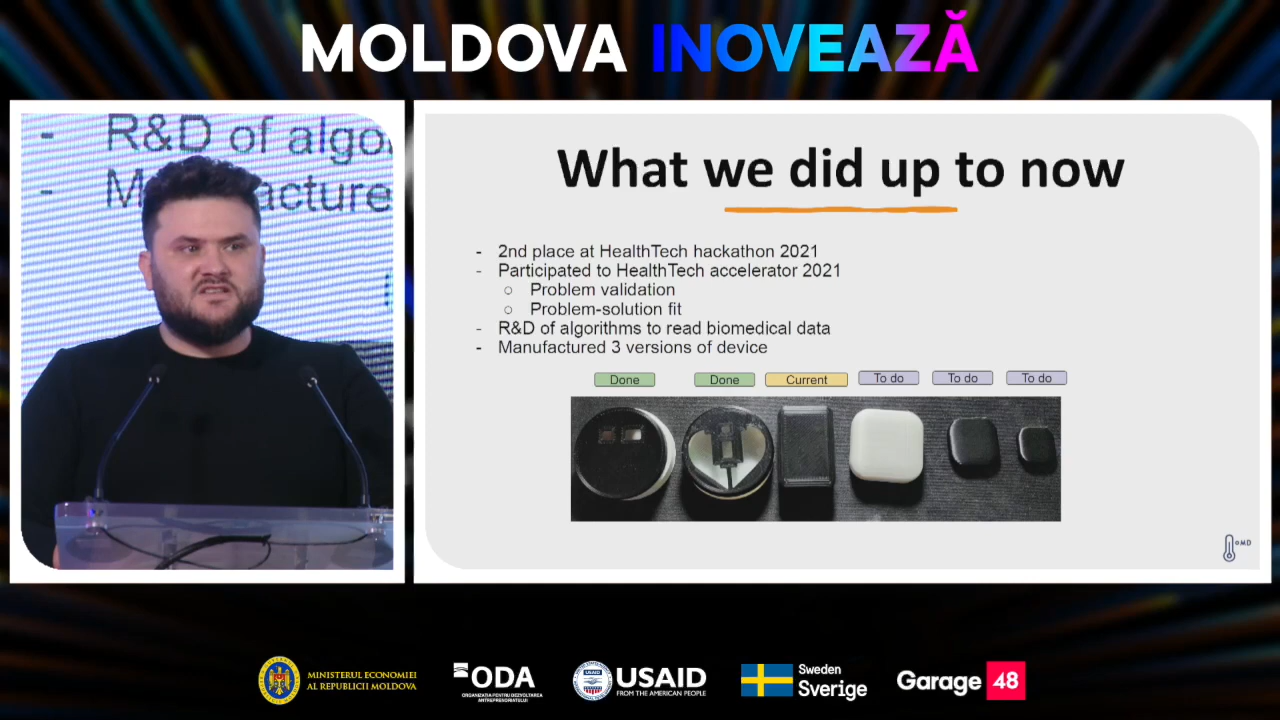 MOLDOVA INOVEAZĂ
R&D of algo
M acture
What we did up to now
- 2nd place at HealthTech hackathon 2021
- Participated to HealthTech accelerator 2021
○ Problem validation
○ Problem-solution fit
- R&D of algorithms to read biomedical data
- Manufactured 3 versions of device
Done Done Current To do To do To do
MD
MINISTERUL ECONOMIEI
AL REPUBLICII MOLDOVA
ODA
ORGANIZAȚIA PENTRU DEZVOLTAREA
ANTREPRENORIATULUI
USAID
FROM THE AMERICAN PEOPLE
Sweden
Sverige
Garage 48